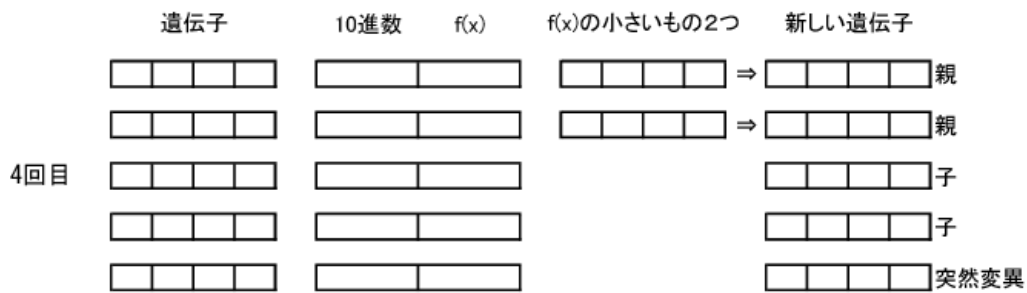 遺伝子 10進数 f(x) f(x)の小さいもの2つ 新しい遺伝子
⇒ 親
⇒ 親
4回目 子
子
突然変異